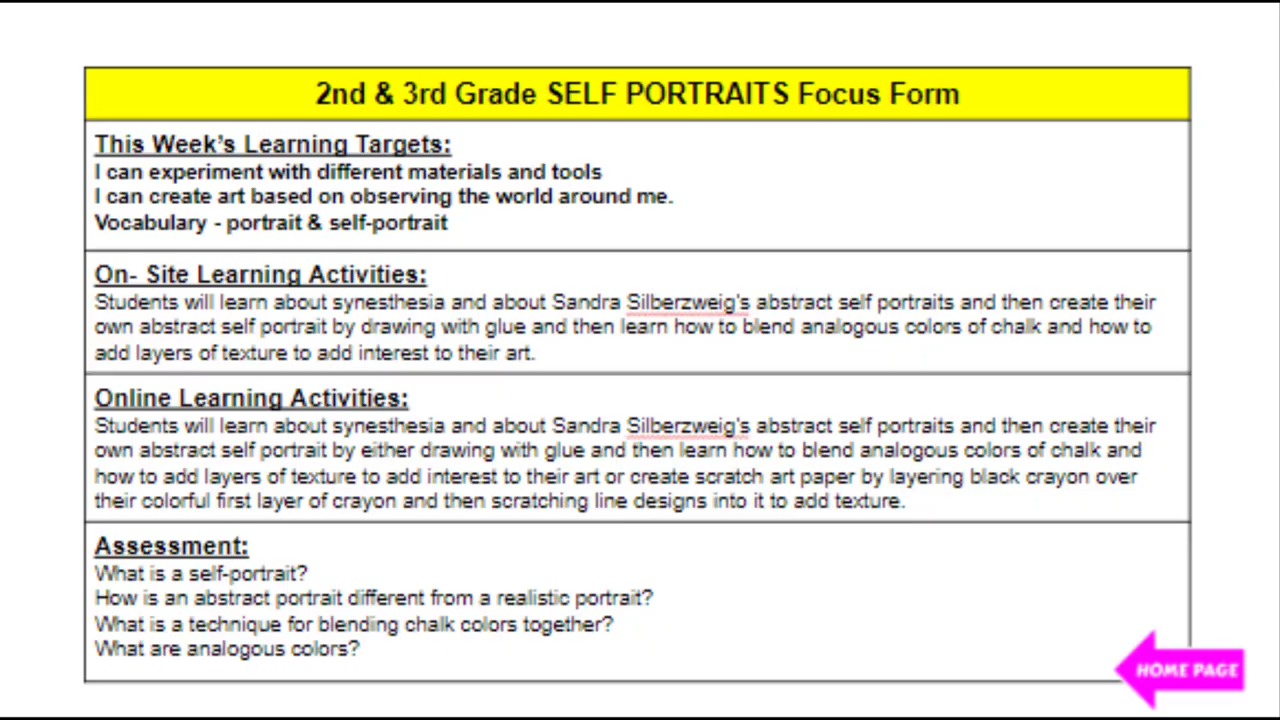 2nd & 3rd Grade SELF PORTRAITS Focus Form
This Week's Learning Targets:
I can experiment with different materials and tools
I can create art based on observing the world around me.
Vocabulary - portrait & self-portrait
On- Site Learning Activities:
Students will learn about synesthesia and about Sandra Silberzweig's abstract self portraits and then create their
own abstract self portrait by drawing with glue and then learn how to blend analogous colors of chalk and how to
add layers of texture to add interest to their art.
Online Learning Activities:
Students will learn about synesthesia and about Sandra Silberzweig's abstract self portraits and then create their
own abstract self portrait by either drawing with glue and then learn how to blend analogous colors of chalk and
how to add layers of texture to add interest to their art or create scratch art paper by layering black crayon over
their colorful first layer of crayon and then scratching line designs into it to add texture.
Assessment:
What is a self-portrait?
How is an abstract portrait different from a realistic portrait?
What is a technique for blending chalk colors together?
What are analogous colors?
HOME PAGE